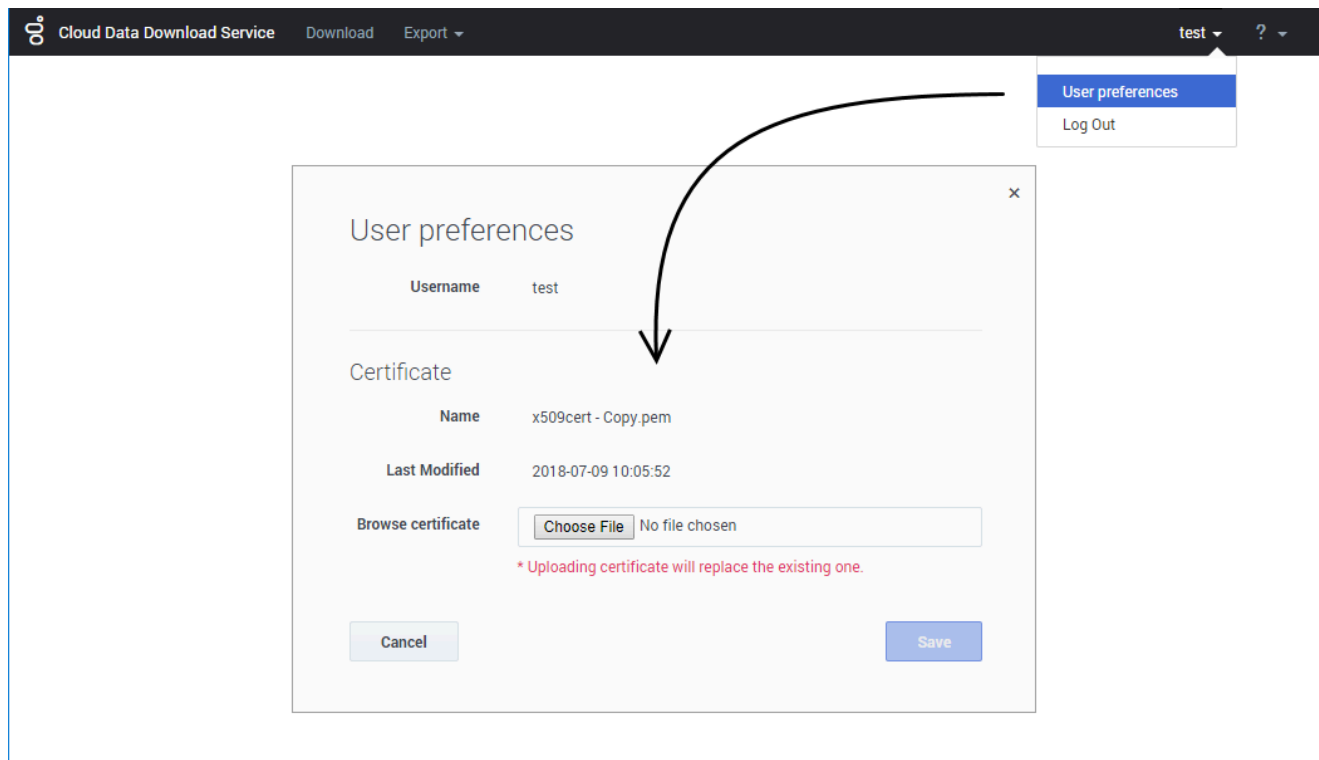 Cloud Data Download Service Download Export test ?
User preferences
Log Out
×
User preferences
Username test
Certificate
Name x509cert - Copy.pem
Last Modified 2018-07-09 10:05:52
Browse certificate Choose File No file chosen
* Uploading certificate will replace the existing one.
Cancel Save